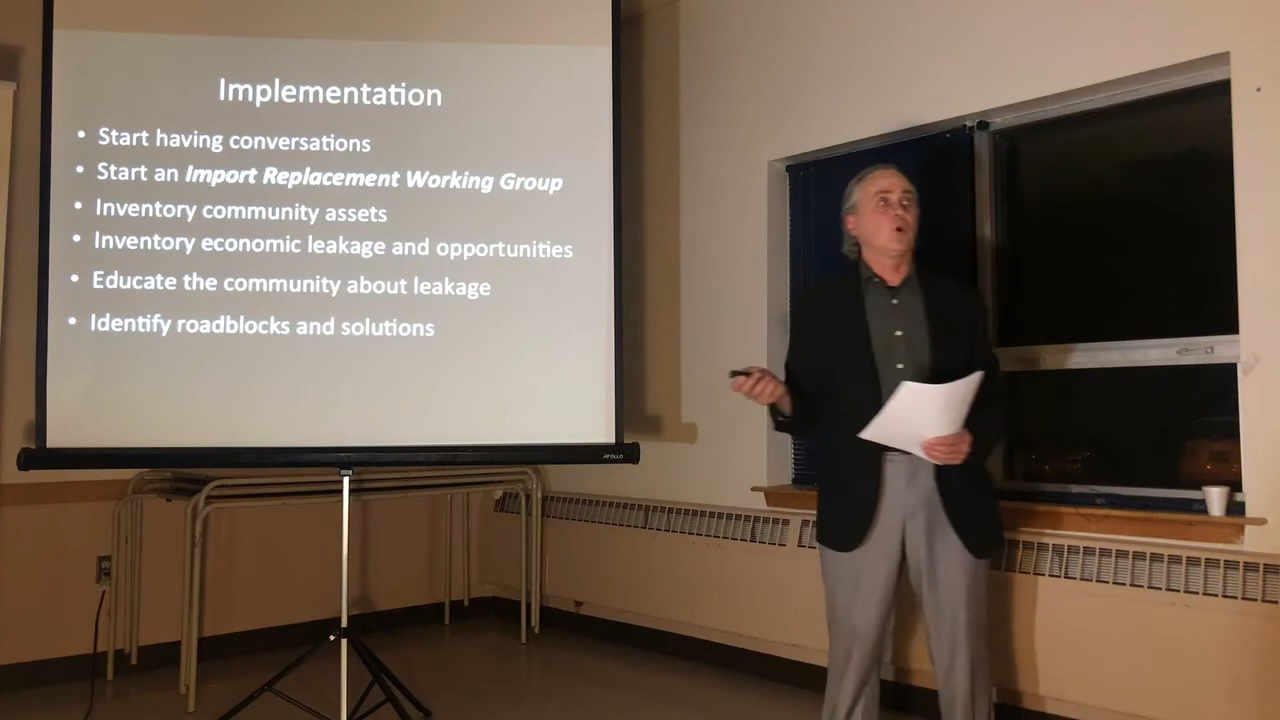 Implementation
• Start having conversations
• Start an Import Replacement Working Group
• Inventory community assets
• Inventory economic leakage and opportunities
• Educate the community about leakage
• Identify roadblocks and solutions
APOLLO